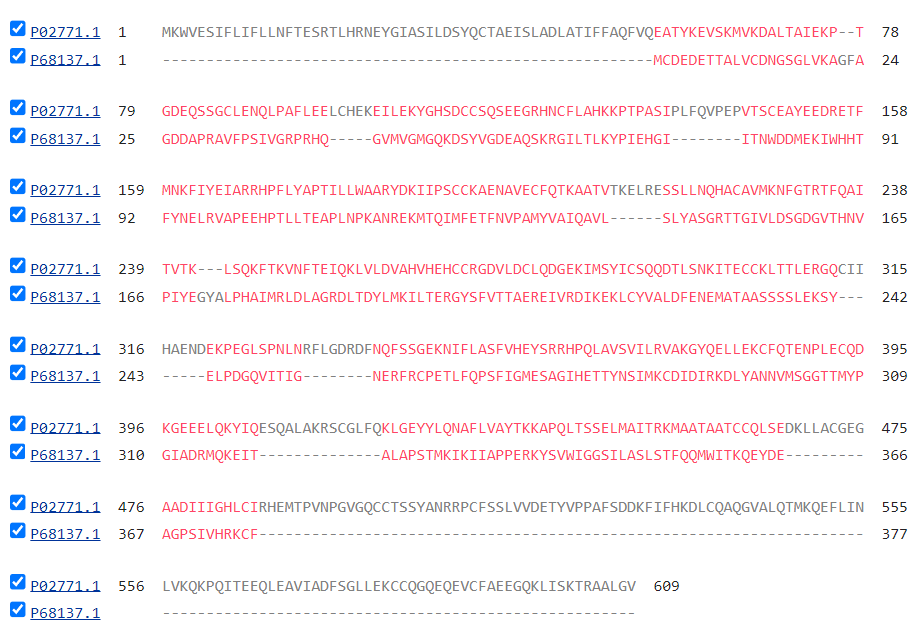 P02771.1 1 MKWVESIFLIFLLNFTESRTLHRNEYGIASILDSYQCTAEISLADLATIFFAQFVQEATYKEVSKMVKDALTAIEKP--T 78
P68137.1 1 --------------------------------------------------------MCDEDETTALVCDNGSGLVKAGFA 24
P02771.1 79 GDEQSSGCLENQLPAFLEELCHEKEILEKYGHSDCCSQSEEGRHNCFLAHKKPTPASIPLFQVPEPVTSCEAYEEDRETF 158
P68137.1 25 GDDAPRAVFPSIVGRPRHQ-----GVMVGMGQKDSYVGDEAQSKRGILTLKYPIEHGI--------ITNWDDMEKIWHHT 91
P02771.1 159 MNKFIYEIARRHPFLYAPTILLWAARYDKIIPSCCKAENAVECFQTKAATVTKELRESSLLNQHACAVMKNFGTRTFQAI 238
P68137.1 92 FYNELRVAPEEHPTLLTEAPLNPKANREKMTQIMFETFNVPAMYVAIQAVL------SLYASGRTTGIVLDSGDGVTHNV 165
P02771.1 239 TVTK---LSQKFTKVNFTEIQKLVLDVAHVHEHCCRGDVLDCLQDGEKIMSYICSQQDTLSNKITECCKLTTLERGQCII 315
P68137.1 166 PIYEGYALPHAIMRLDLAGRDLTDYLMKILTERGYSFVTTAEREIVRDIKEKLCYVALDFENEMATAASSSSLEKSY--- 242
P02771.1 316 HAENDEKPEGLSPNLNRFLGDRDFNQFSSGEKNIFLASFVHEYSRRHPQLAVSVILRVAKGYQELLEKCFQTENPLECQD 395
P68137.1 243 -----ELPDGQVITIG--------NERFRCPETLFQPSFIGMESAGIHETTYNSIMKCDIDIRKDLYANNVMSGGTTMYP 309
P02771.1 396 KGEEELQKYIQESQALAKRSCGLFQKLGEYYLQNAFLVAYTKKAPQLTSSELMAITRKMAATAATCCQLSEDKLLACGEG 475
P68137.1 310 GIADRMQKEIT--------------ALAPSTMKIKIIAPPERKYSVWIGGSILASLSTFQQMWITKQEYDE--------- 366
P02771.1 476 AADIIIGHLCIRHEMTPVNPGVGQCCTSSYANRRPCFSSLVVDETYVPPAFSDDKFIFHKDLCQAQGVALQTMKQEFLIN 555
P68137.1 367 AGPSIVHRKCF--------------------------------------------------------------------- 377
P02771.1 556 LVKQKPQITEEQLEAVIADFSGLLEKCCQGQEQEVCFAEEGQKLISKTRAALGV 609
P68137.1 ------------------------------------------------------